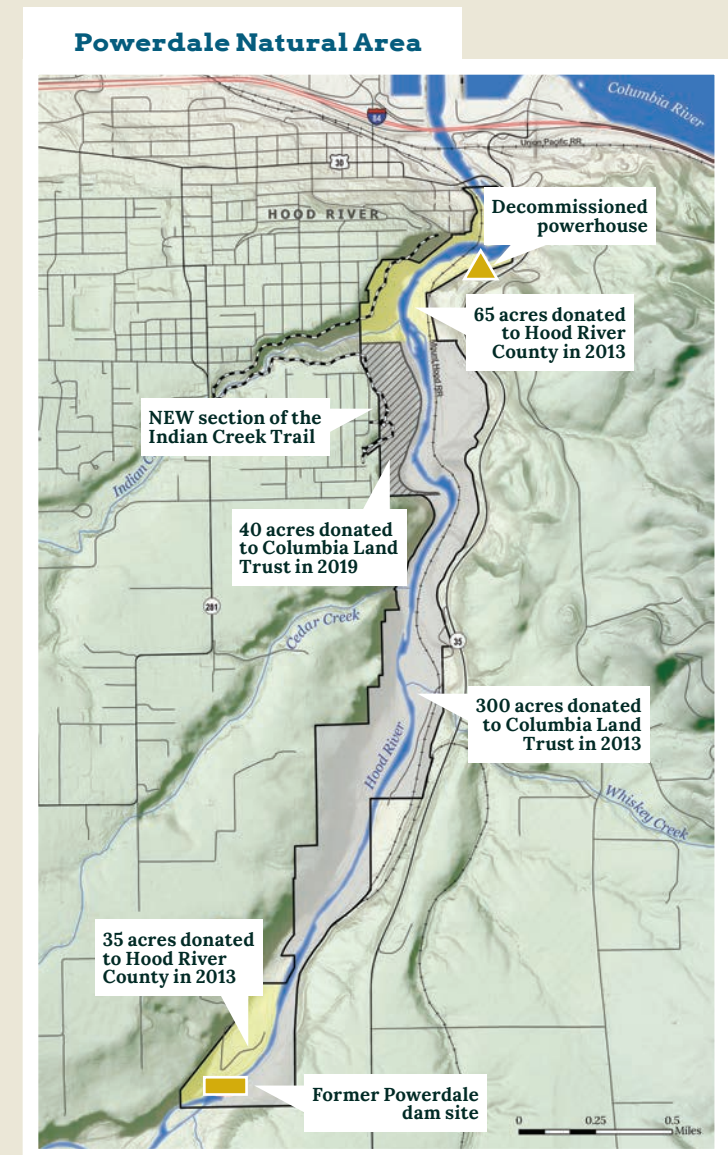 Powerdale Natural Area
Columbia River
84
Union Pacific RR
30
HOOD RIVER
Decommissioned
powerhouse
65 acres donated
to Hood River
County in 2013
Mount Hood RR
NEW section of the
Indian Creek Trail
Indian C
40 acres donated
to Columbia Land
Trust in 2019
281
Cedar Creek
35
300 acres donated
to Columbia Land
Trust in 2013
Hood River
Whiskey Creek
35 acres donated
to Hood River
County in 2013
Former Powerdale
dam site
0 0.25 0.5
Miles